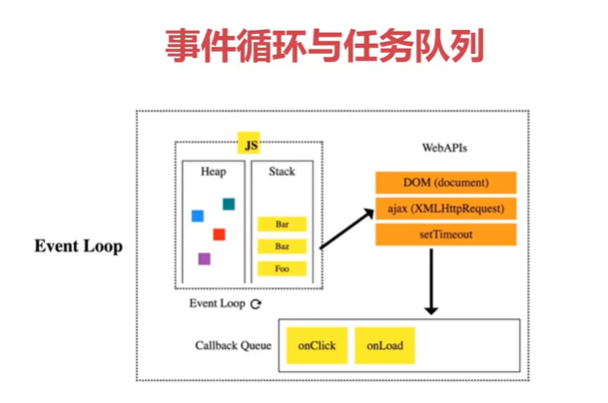 事件循环与任务队列
JS
WebAPIs
Heap
Stack
DOM (document)
ajax (XMLHttpRequest)
setTimeout
Bar
Baz
Foo
Event Loop
Event Loop
Callback Queue
onClick
onLoad